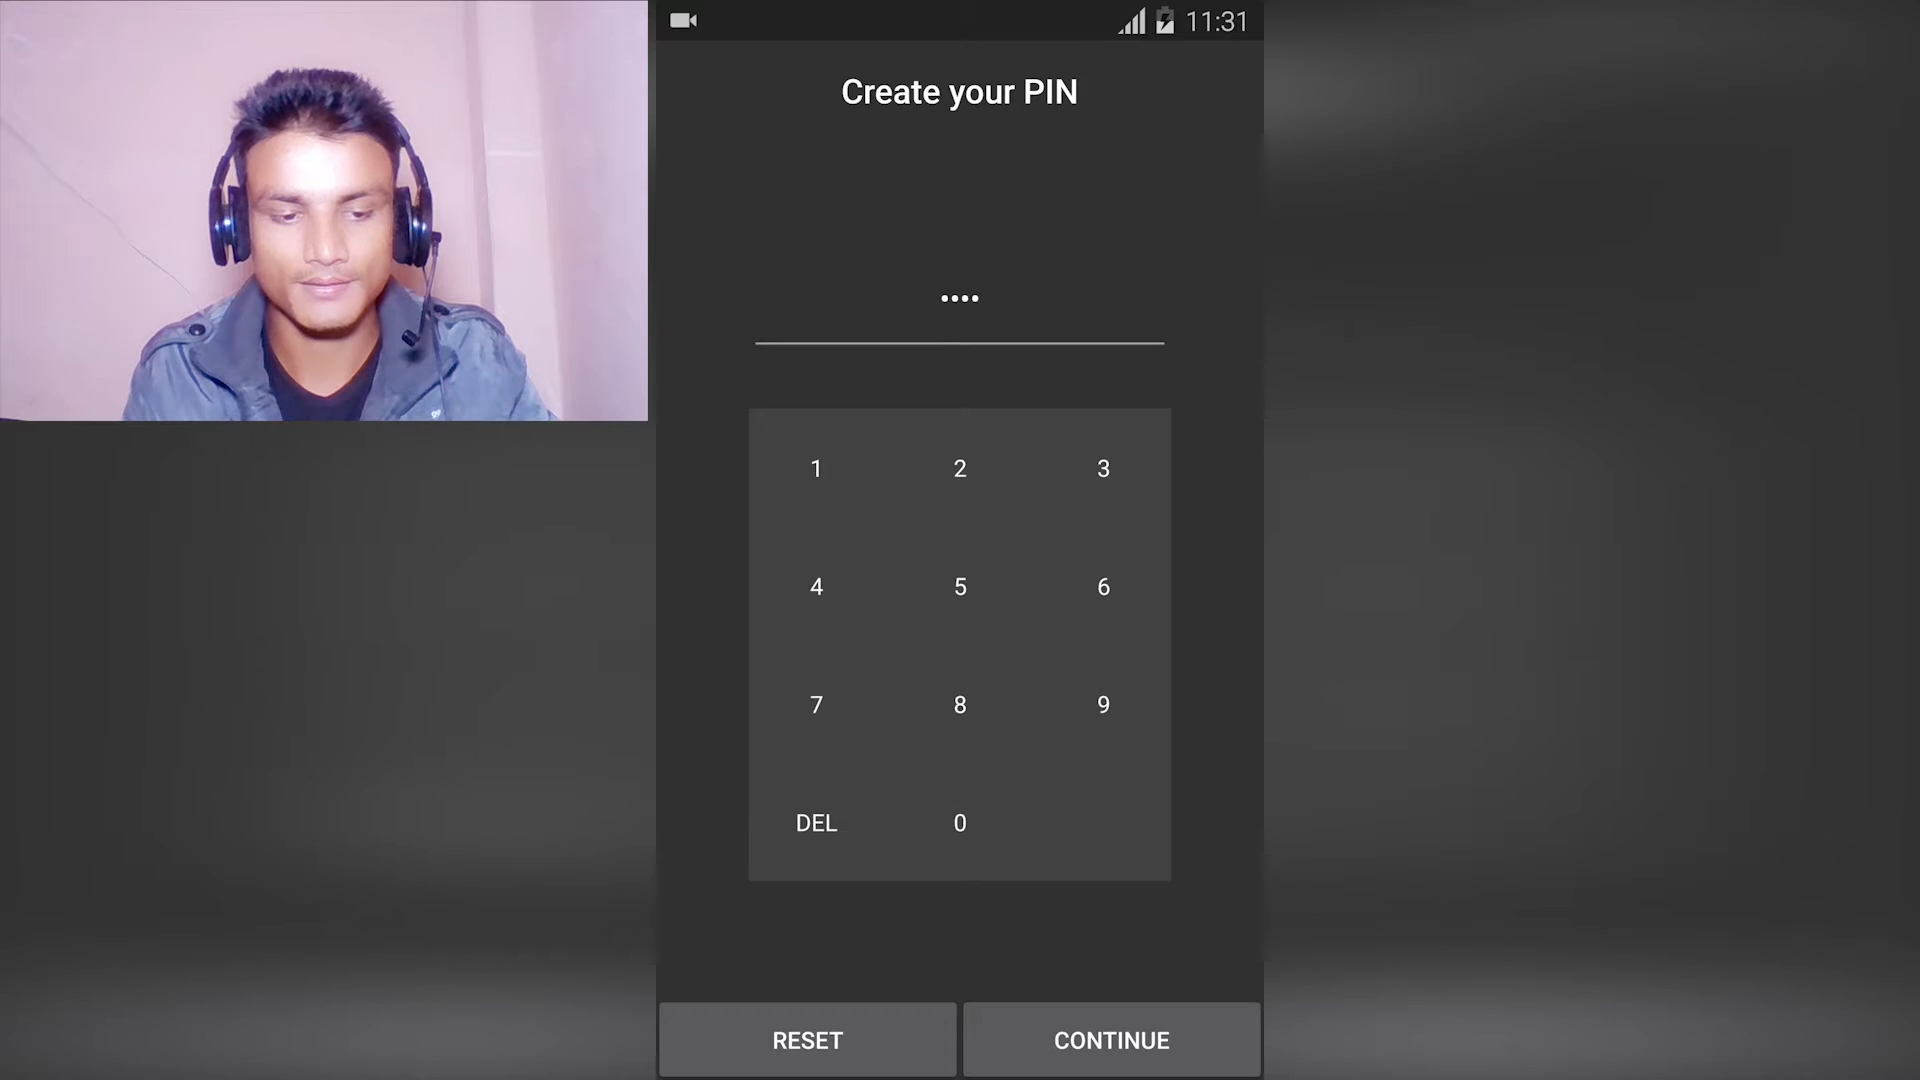 11:31
Create your PIN
••••
1 2 3
4 5 6
7 8 9
DEL 0
RESET CONTINUE